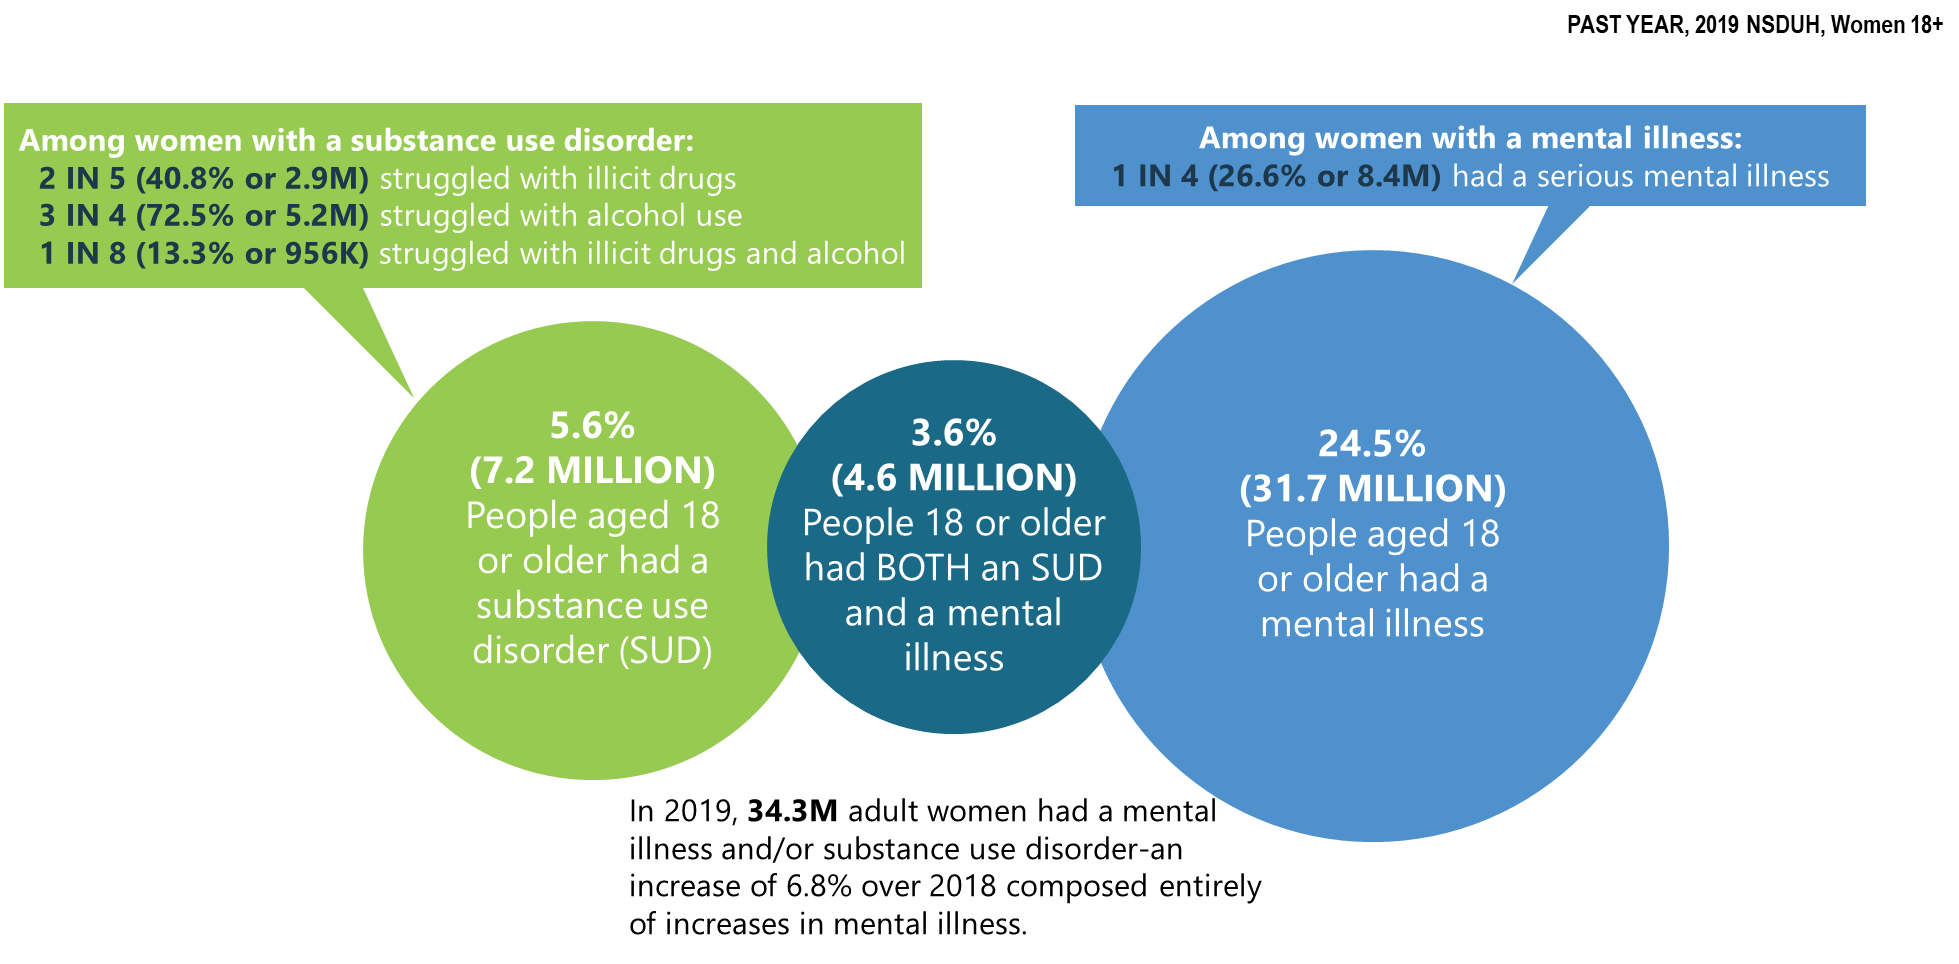 PAST YEAR, 2019 NSDUH, Women 18+
Among women with a substance use disorder:
2 IN 5 (40.8% or 2.9M) struggled with illicit drugs
3 IN 4 (72.5% or 5.2M) struggled with alcohol use
1 IN 8 (13.3% or 956K) struggled with illicit drugs and alcohol
Among women with a mental illness:
1 IN 4 (26.6% or 8.4M) had a serious mental illness
5.6%
(7.2 MILLION)
People aged 18
or older had a
substance use
disorder (SUD)
3.6%
(4.6 MILLION)
People 18 or older
had BOTH an SUD
and a mental
illness
24.5%
(31.7 MILLION)
People aged 18
or older had a
mental illness
In 2019, 34.3M adult women had a mental
illness and/or substance use disorder-an
increase of 6.8% over 2018 composed entirely
of increases in mental illness.